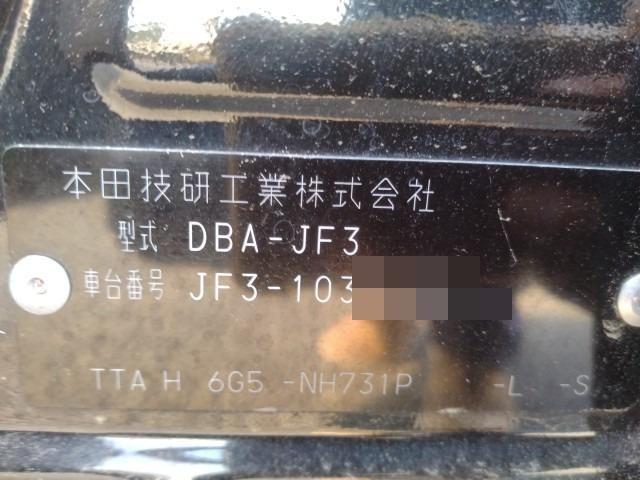 本田技研工業株式会社
型式 DBA-JF3
車台番号 JF3-103
TTA H 6G5 -NH731P -L -S